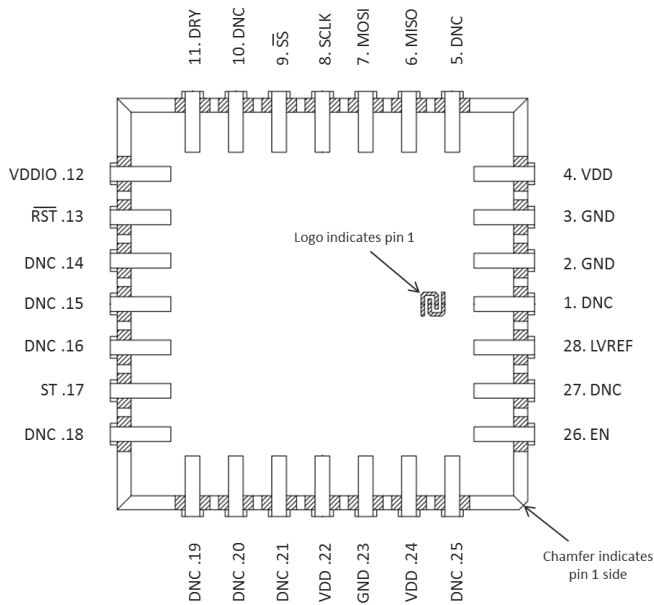 11. DRY
10. DNC
9. S̅S̅
8. SCLK
7. MOSI
6. MISO
5. DNC
VDDIO .12
R̅S̅T̅ .13
DNC .14
DNC .15
DNC .16
ST .17
DNC .18
4. VDD
3. GND
2. GND
1. DNC
28. LVREF
27. DNC
26. EN
Logo indicates pin 1
DNC .19
DNC .20
DNC .21
VDD .22
GND .23
VDD .24
DNC .25
Chamfer indicates
pin 1 side